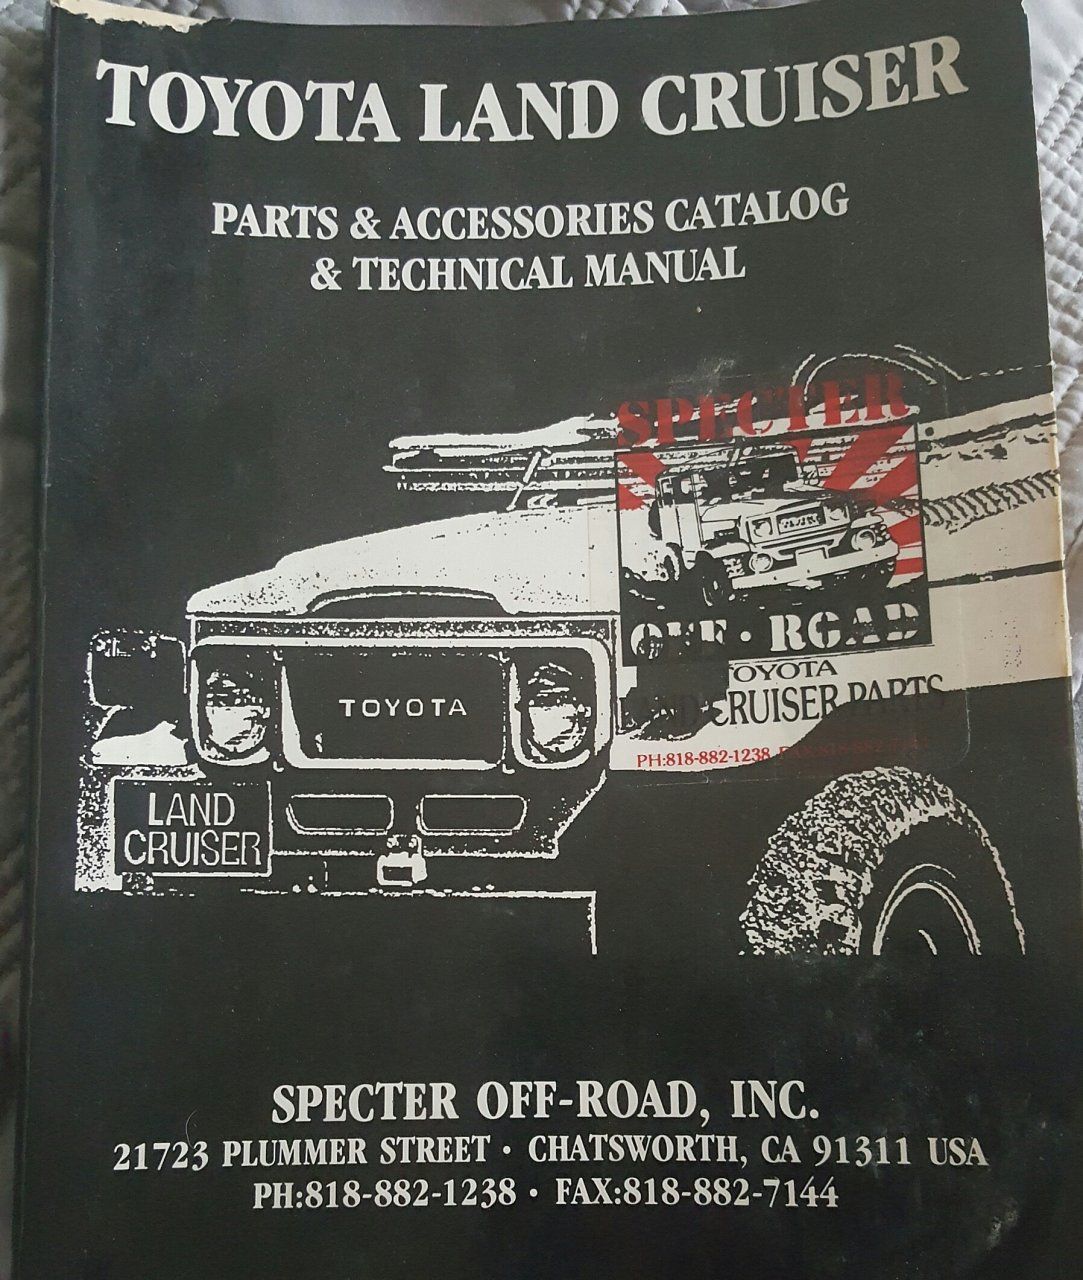 TOYOTA LAND CRUISER
PARTS & ACCESSORIES CATALOG
& TECHNICAL MANUAL
SPECTER
OFF · ROAD
TOYOTA
LAND CRUISER PARTS
PH:818-882-1238
TOYOTA
LAND
CRUISER
SPECTER OFF-ROAD, INC.
21723 PLUMMER STREET · CHATSWORTH, CA 91311 USA
PH:818-882-1238 · FAX:818-882-7144